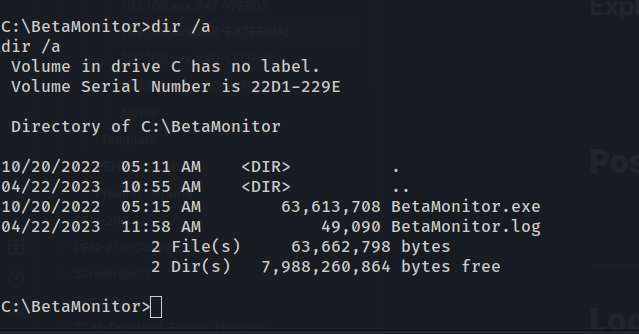 C:\BetaMonitor>dir /a
dir /a
 Volume in drive C has no label.
 Volume Serial Number is 22D1-229E

 Directory of C:\BetaMonitor

10/20/2022  05:11 AM    <DIR>          .
04/22/2023  10:55 AM    <DIR>          ..
10/20/2022  05:15 AM        63,613,708 BetaMonitor.exe
04/22/2023  11:58 AM            49,090 BetaMonitor.log
               2 File(s)     63,662,798 bytes
               2 Dir(s)   7,988,260,864 bytes free

C:\BetaMonitor>